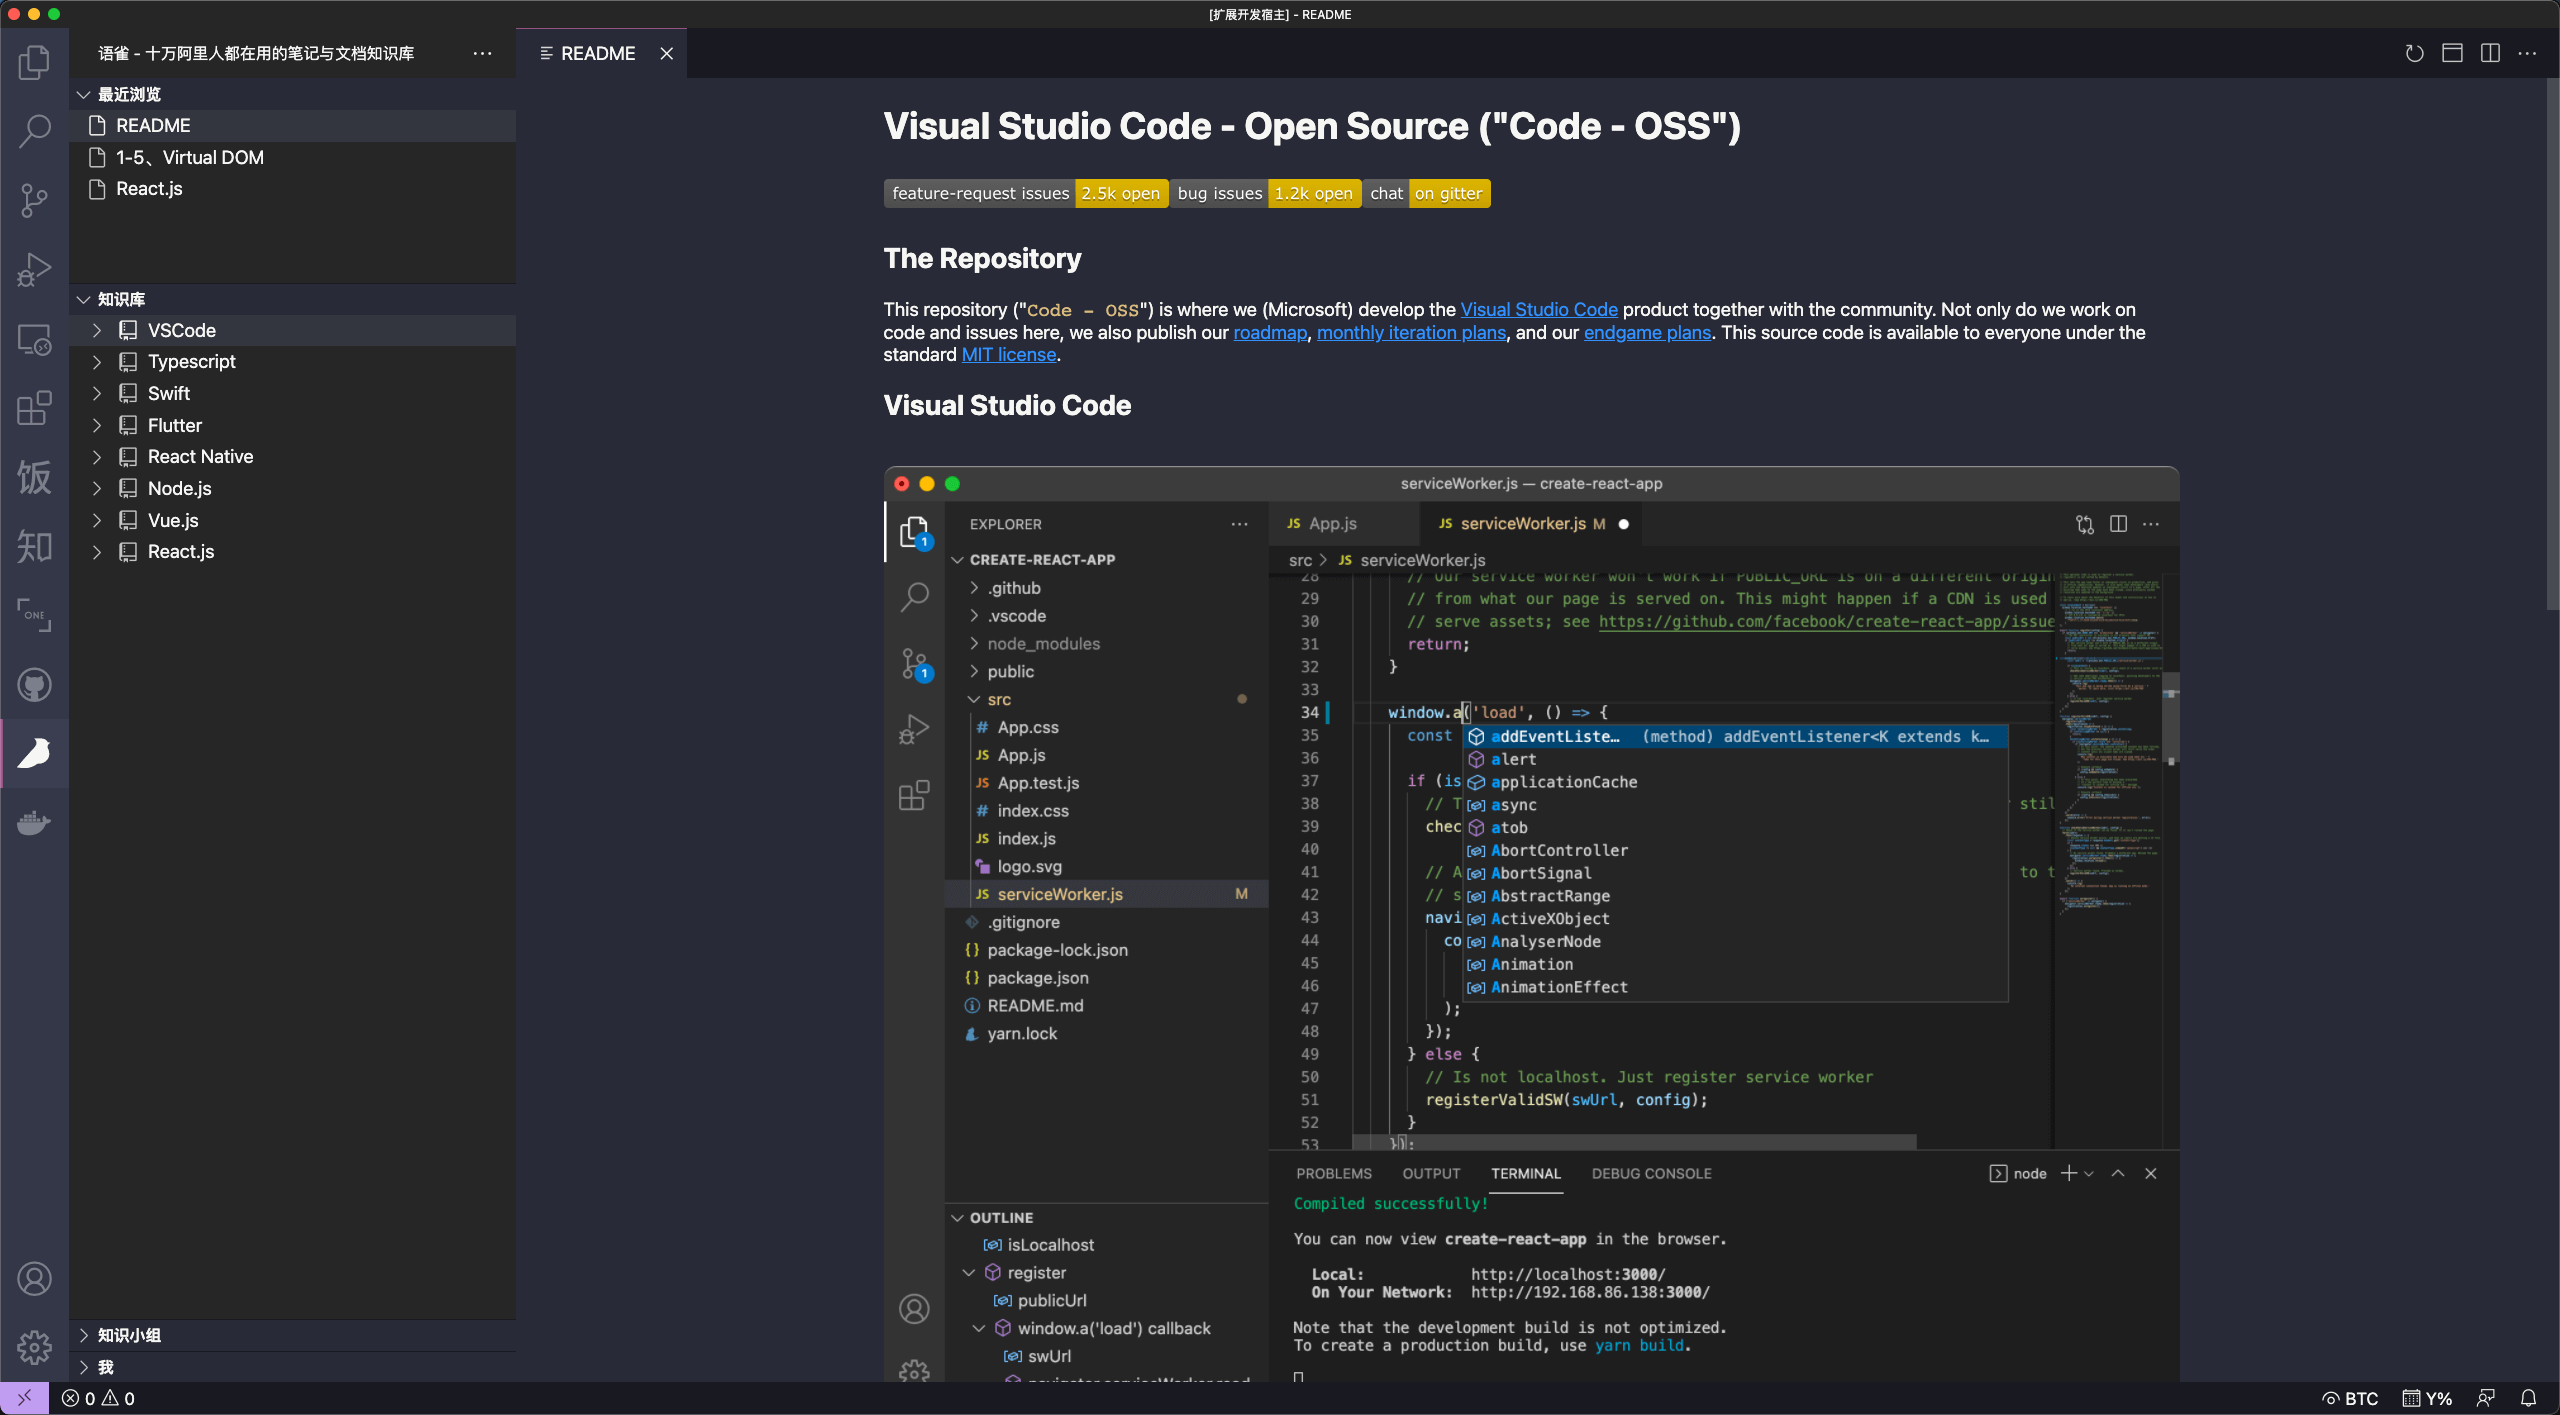 [扩展开发宿主] - README
语雀 - 十万阿里人都在用的笔记与文档知识库
README
最近浏览
README
1-5、Virtual DOM
React.js
知识库
VSCode
Typescript
Swift
Flutter
React Native
Node.js
Vue.js
React.js
知识小组
我
饭
知
ONE
Visual Studio Code - Open Source ("Code - OSS")
feature-request issues 2.5k open bug issues 1.2k open chat on gitter
The Repository
This repository ("Code - OSS") is where we (Microsoft) develop the Visual Studio Code product together with the community. Not only do we work on
code and issues here, we also publish our roadmap, monthly iteration plans, and our endgame plans. This source code is available to everyone under the
standard MIT license.
Visual Studio Code
serviceWorker.js — create-react-app
EXPLORER
CREATE-REACT-APP
.github
.vscode
node_modules
public
src
# App.css
JS App.js
JS App.test.js
# index.css
JS index.js
logo.svg
JS serviceWorker.js M
.gitignore
{} package-lock.json
{} package.json
README.md
yarn.lock
OUTLINE
isLocalhost
register
publicUrl
window.a('load') callback
swUrl
1
1
JS App.js
JS serviceWorker.js M
src > JS serviceWorker.js
28 // Our service worker won't work if PUBLIC_URL is on a different origin
29 // from what our page is served on. This might happen if a CDN is used
30 // serve assets; see https://github.com/facebook/create-react-app/issue
31 return;
32 }
33
34 window.a('load', () => {
35 const
36
37 if (is
38 // T stil
39 chec
40
41 // A to t
42 // s
43 navi
44 co
45
46
47 );
48 });
49 } else {
50 // Is not localhost. Just register service worker
51 registerValidSW(swUrl, config);
52 }
53 });
addEventListe… (method) addEventListener<K extends k…
alert
applicationCache
async
atob
AbortController
AbortSignal
AbstractRange
ActiveXObject
AnalyserNode
Animation
AnimationEffect
PROBLEMS OUTPUT TERMINAL DEBUG CONSOLE
node
Compiled successfully!
You can now view create-react-app in the browser.
Local: http://localhost:3000/
On Your Network: http://192.168.86.138:3000/
Note that the development build is not optimized.
To create a production build, use yarn build.
0 0
BTC
Y%